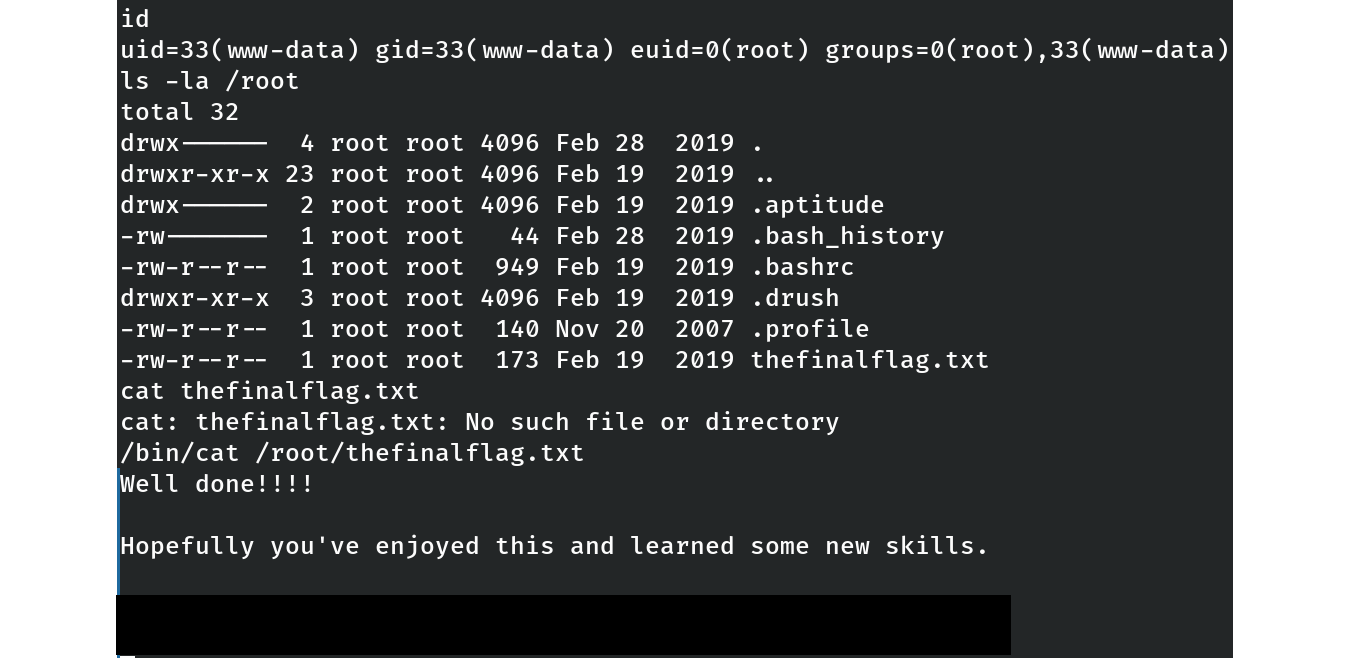 id
uid=33(www-data) gid=33(www-data) euid=0(root) groups=0(root),33(www-data)
ls -la /root
total 32
drwx------  4 root root 4096 Feb 28  2019 .
drwxr-xr-x 23 root root 4096 Feb 19  2019 ..
drwx------  2 root root 4096 Feb 19  2019 .aptitude
-rw-------  1 root root   44 Feb 28  2019 .bash_history
-rw-r--r--  1 root root  949 Feb 19  2019 .bashrc
drwxr-xr-x  3 root root 4096 Feb 19  2019 .drush
-rw-r--r--  1 root root  140 Nov 20  2007 .profile
-rw-r--r--  1 root root  173 Feb 19  2019 thefinalflag.txt
cat thefinalflag.txt
cat: thefinalflag.txt: No such file or directory
/bin/cat /root/thefinalflag.txt
Well done!!!!
Hopefully you've enjoyed this and learned some new skills.